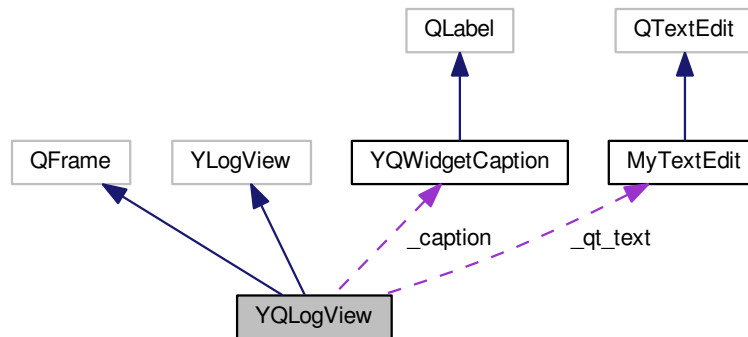 QLabel
QTextEdit
QFrame
YLogView
YQWidgetCaption
MyTextEdit
_caption
_qt_text
YQLogView